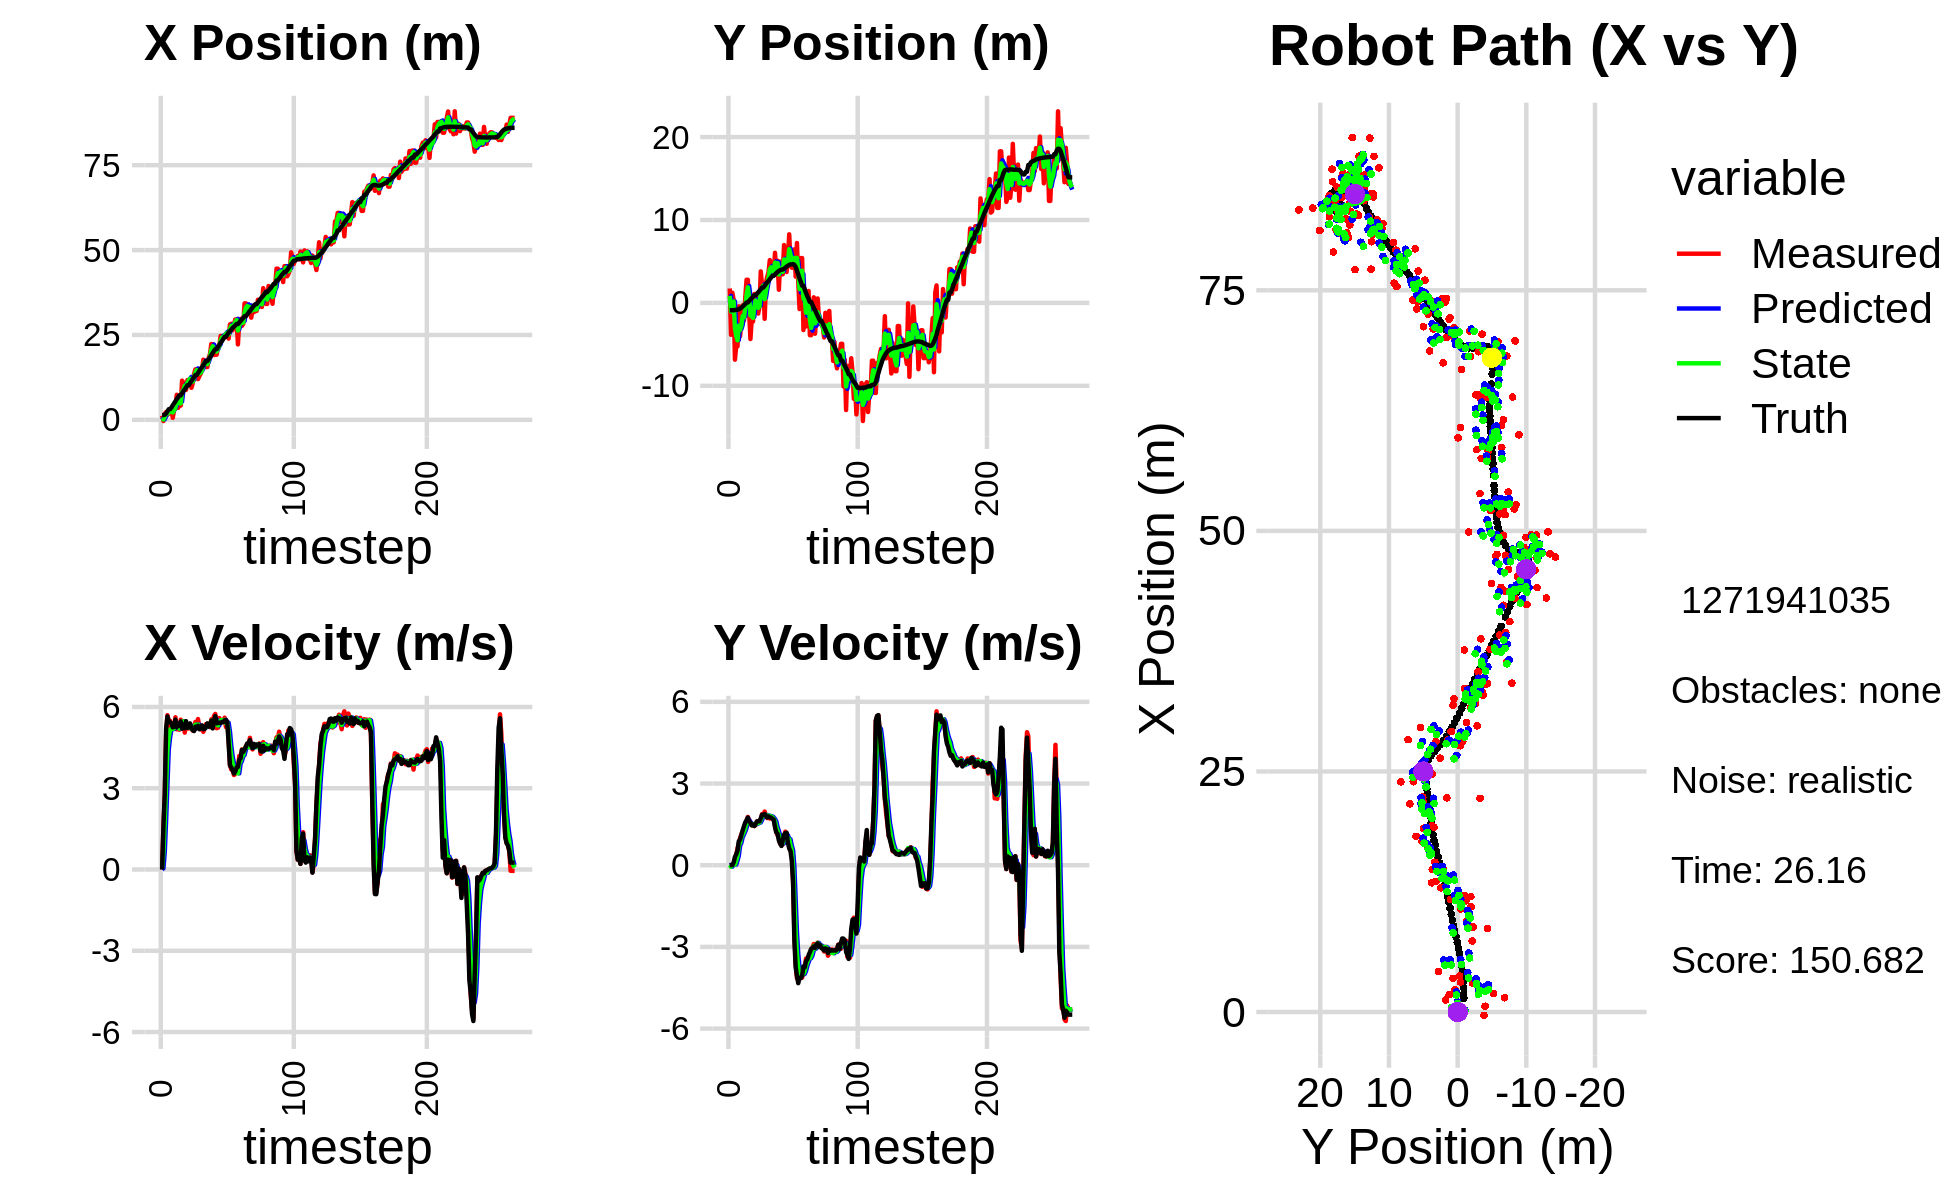 X Position (m)
75
50
25
0
0
100
200
timestep
Y Position (m)
20
10
0
-10
0
100
200
timestep
X Velocity (m/s)
6
3
0
-3
-6
0
100
200
timestep
Y Velocity (m/s)
6
3
0
-3
-6
0
100
200
timestep
Robot Path (X vs Y)
X Position (m)
75
50
25
0
20 10 0 -10 -20
Y Position (m)
variable
Measured
Predicted
State
Truth
1271941035
Obstacles: none
Noise: realistic
Time: 26.16
Score: 150.682